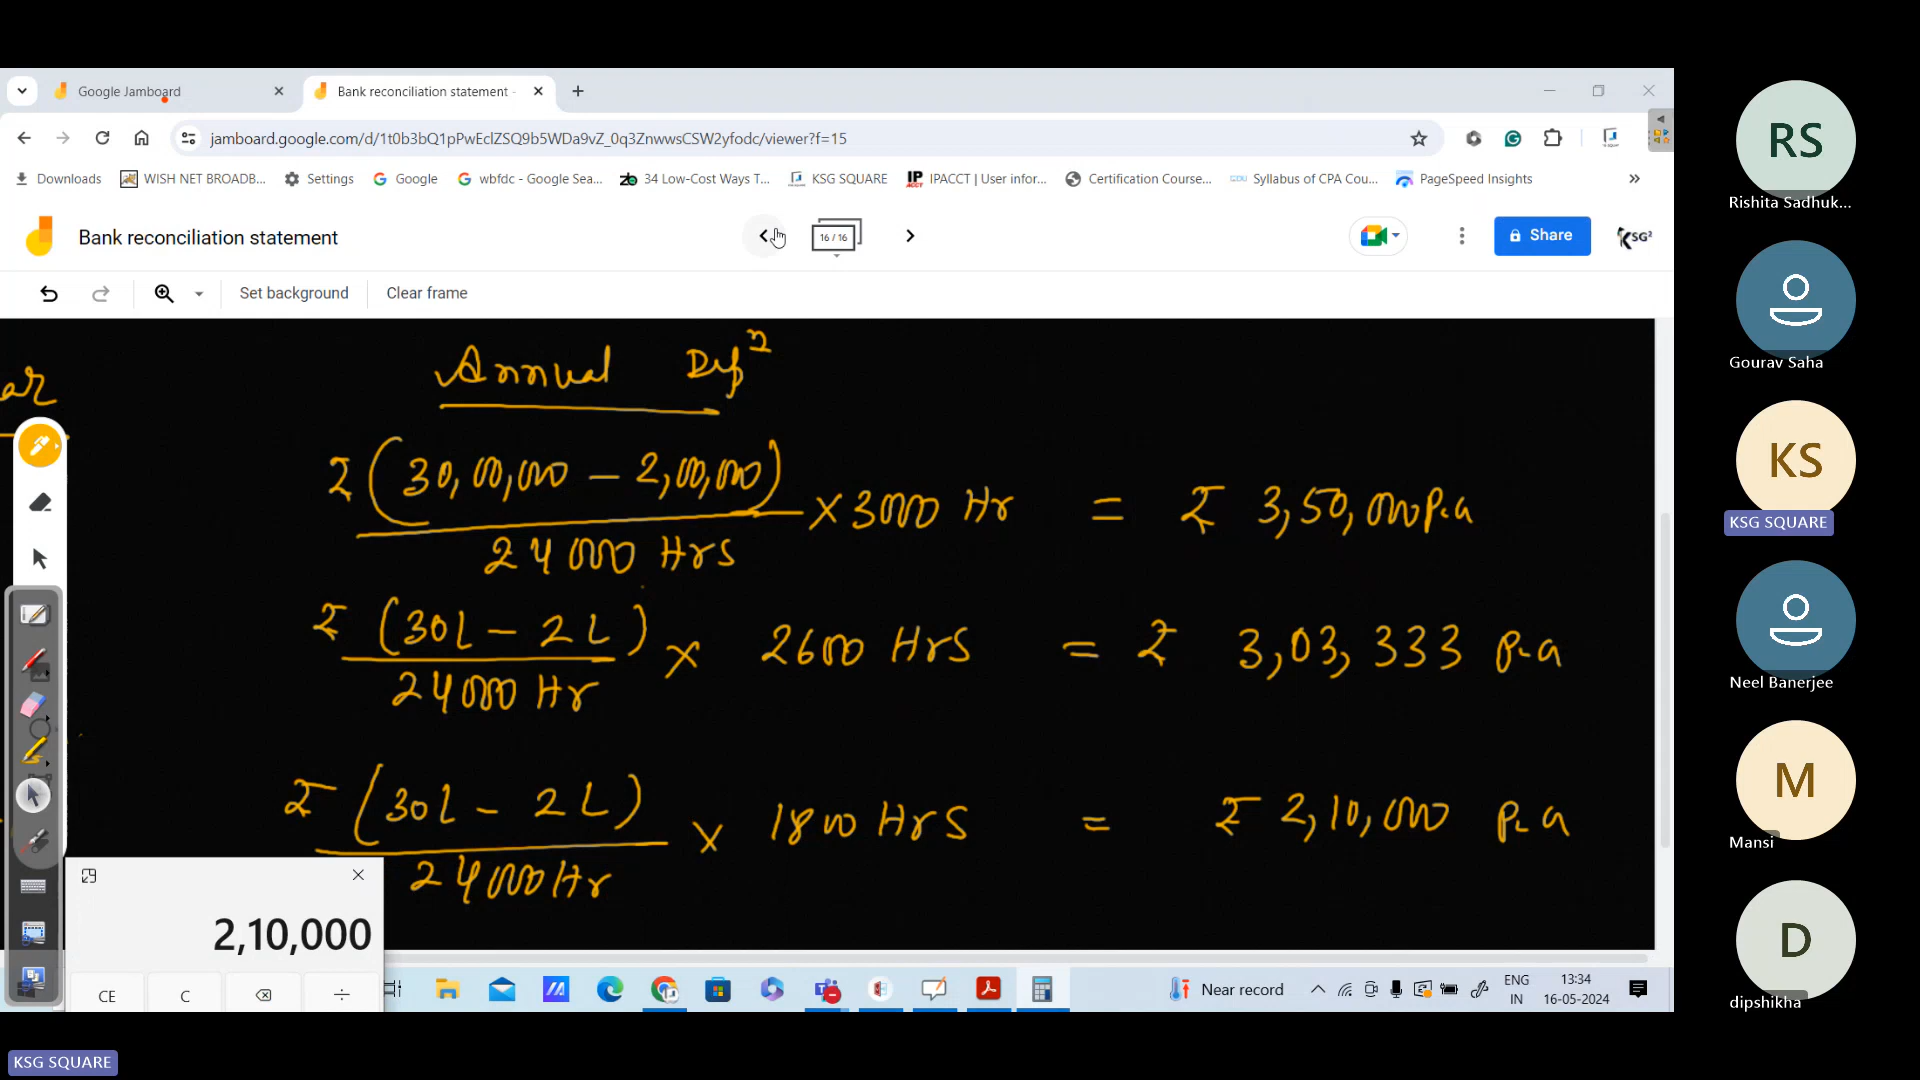 Google Jamboard
Bank reconciliation statement -
jamboard.google.com/d/1t0b3bQ1pPwEclZSQ9b5WDa9vZ_0q3ZnwwsCSW2yfodc/viewer?f=15
Downloads WISH NET BROADB... Settings Google wbfdc - Google Sea... 34 Low-Cost Ways T... KSG SQUARE IPACCT | User infor... Certification Course... Syllabus of CPA Cou... PageSpeed Insights
Bank reconciliation statement
16 / 16
Share
KSG²
Set background Clear frame
ar
Annual Depn
₹ (30,00,000 – 2,00,000) × 3000 Hr = ₹ 3,50,000 p.a
24000 Hrs
₹ (30L – 2L) × 2600 Hrs = ₹ 3,03,333 p.a
24000 Hr
₹ (30L – 2L) × 1800 Hrs = ₹ 2,10,000 p.a
24000 Hr
2,10,000
CE C ÷
Near record
ENG
IN
13:34
16-05-2024
KSG SQUARE
RS
Rishita Sadhuk...
Gourav Saha
KS
KSG SQUARE
Neel Banerjee
M
Mansi
D
dipshikha